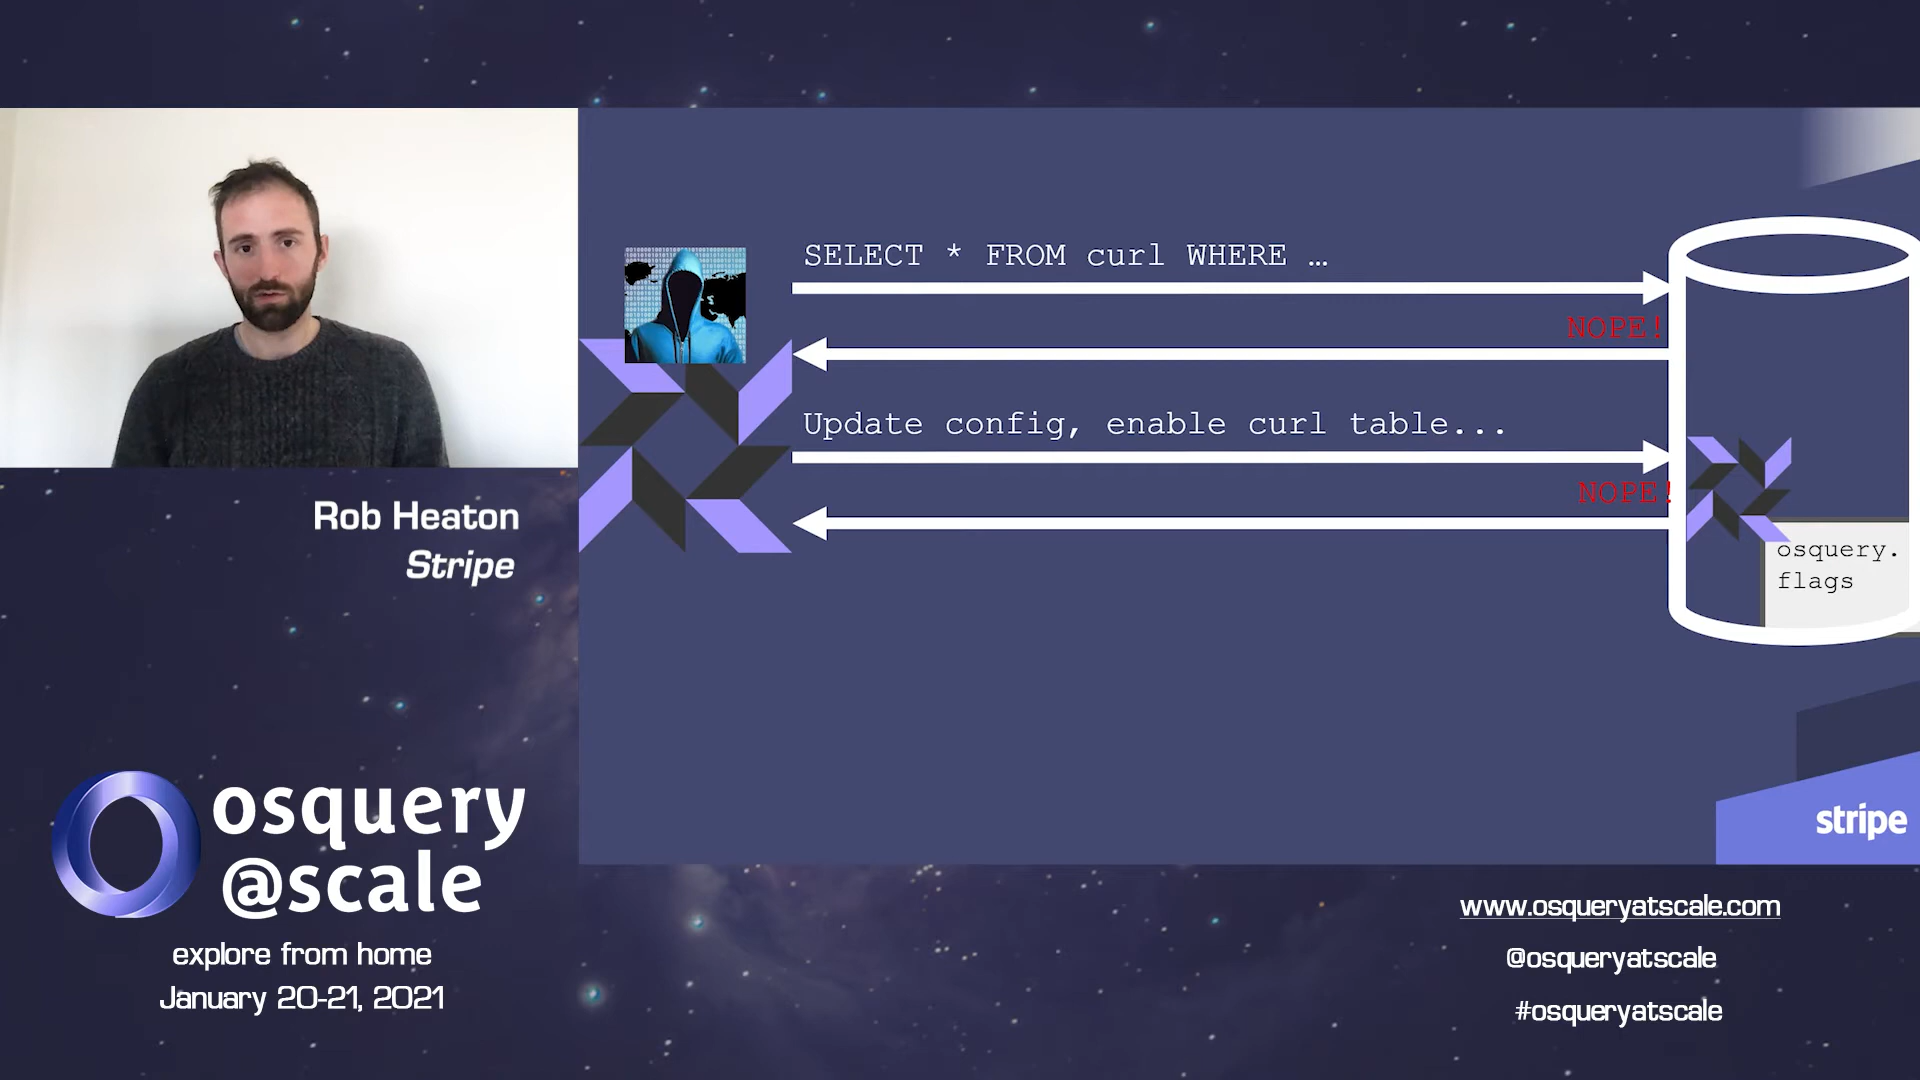 SELECT * FROM curl WHERE …
NOPE!
Update config, enable curl table...
NOPE!
osquery.
flags
stripe
Rob Heaton
Stripe
osquery
@scale
explore from home
January 20-21, 2021
www.osqueryatscale.com
@osqueryatscale
#osqueryatscale